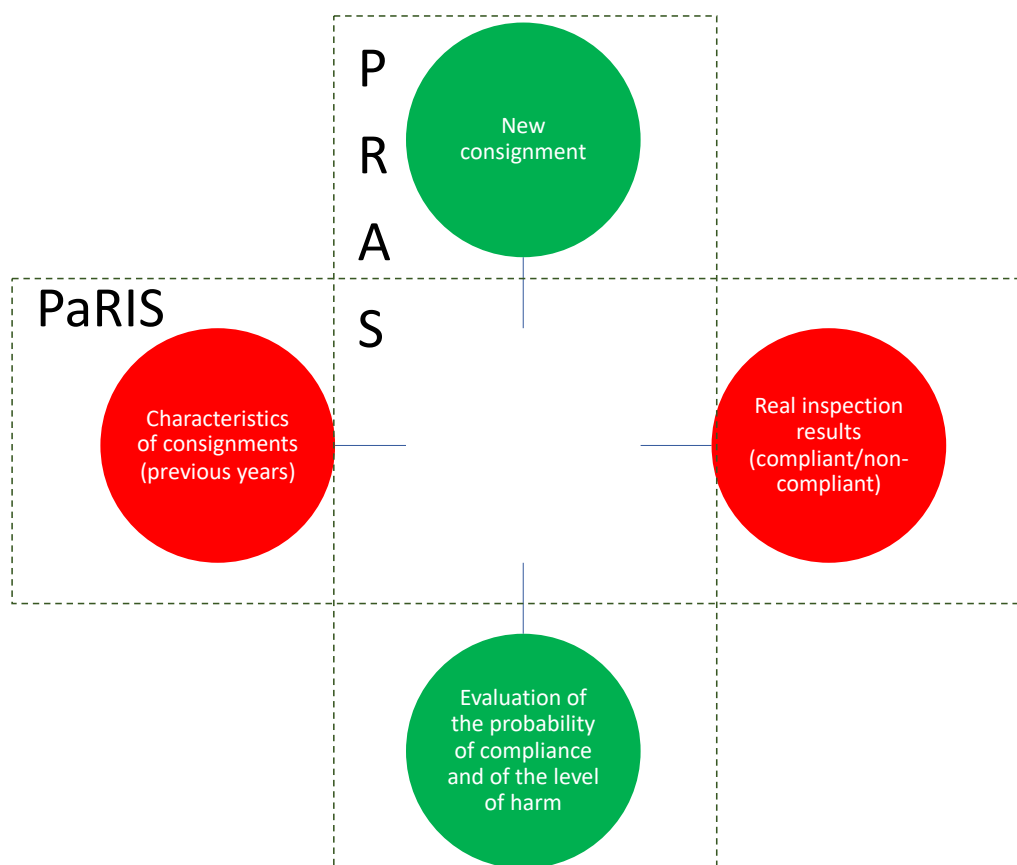 P
R
A
S
New
consignment
PaRIS
Characteristics
of consignments
(previous years)
Real inspection
results
(compliant/non-
compliant)
Evaluation of
the probability
of compliance
and of the level
of harm